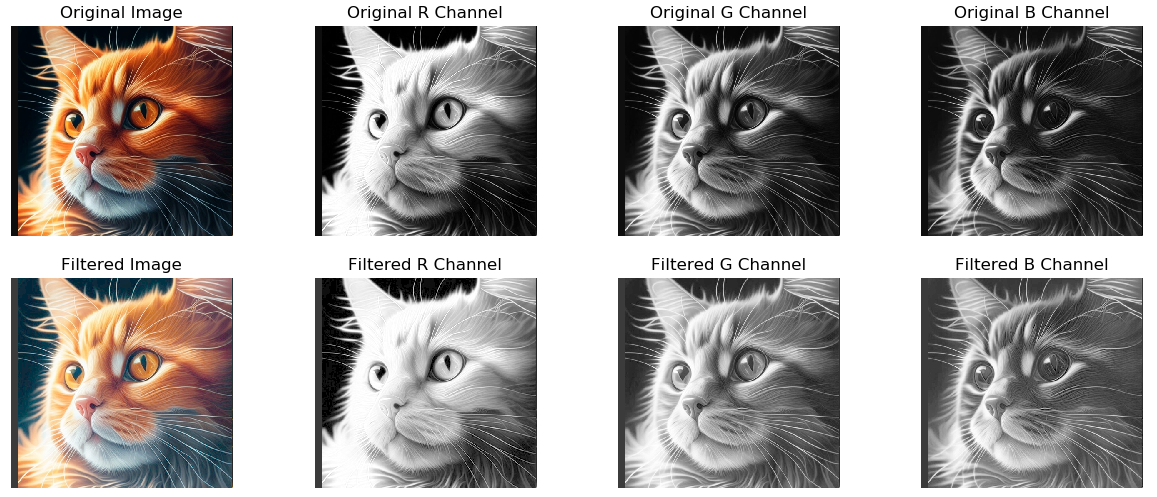 Original Image
Original R Channel
Original G Channel
Original B Channel
Filtered Image
Filtered R Channel
Filtered G Channel
Filtered B Channel